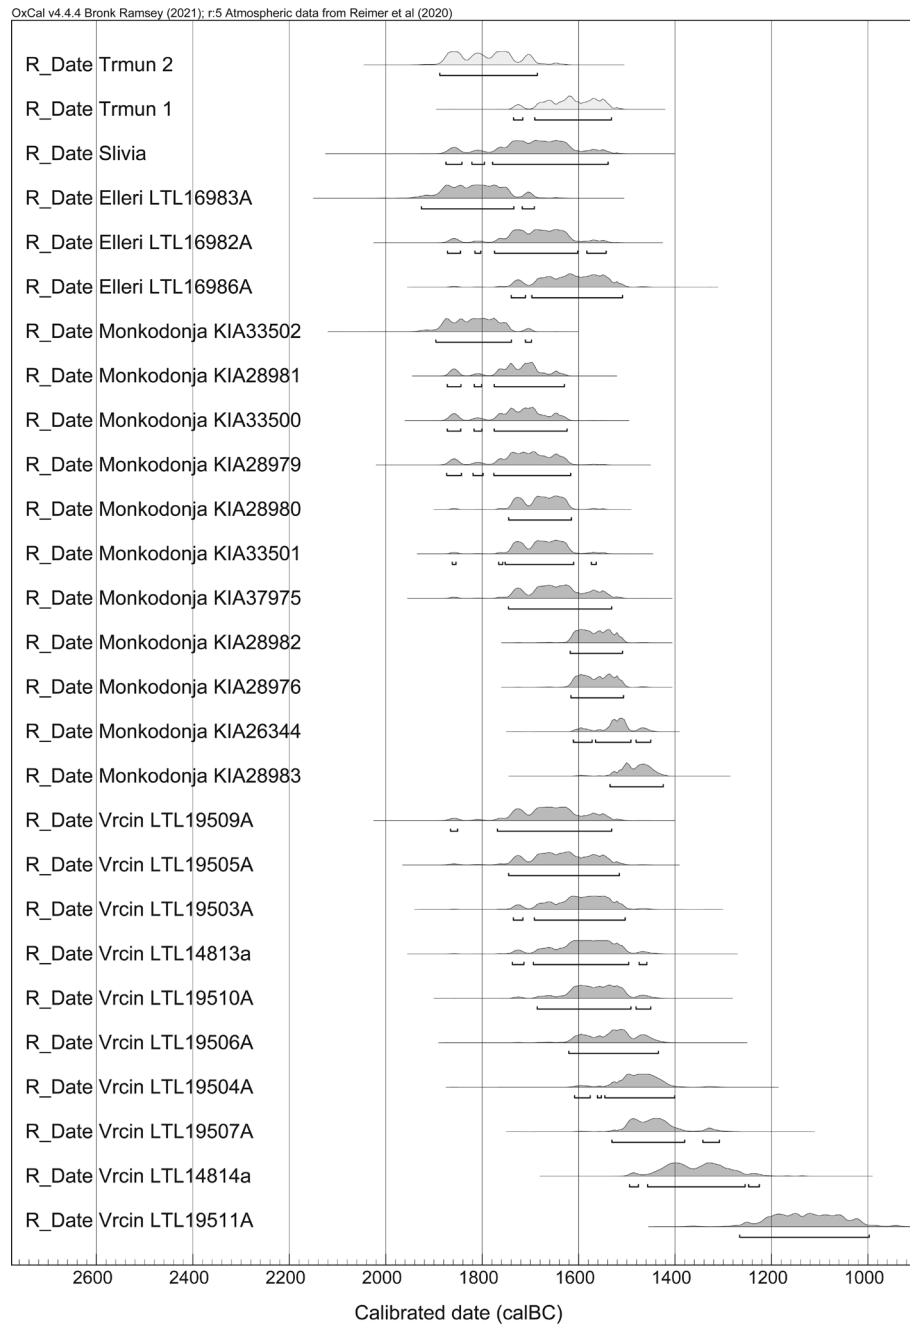 OxCal v4.4.4 Bronk Ramsey (2021); r:5 Atmospheric data from Reimer et al (2020)
R_Date Trmun 2
R_Date Trmun 1
R_Date Slivia
R_Date Elleri LTL16983A
R_Date Elleri LTL16982A
R_Date Elleri LTL16986A
R_Date Monkodonja KIA33502
R_Date Monkodonja KIA28981
R_Date Monkodonja KIA33500
R_Date Monkodonja KIA28979
R_Date Monkodonja KIA28980
R_Date Monkodonja KIA33501
R_Date Monkodonja KIA37975
R_Date Monkodonja KIA28982
R_Date Monkodonja KIA28976
R_Date Monkodonja KIA26344
R_Date Monkodonja KIA28983
R_Date Vrcin LTL19509A
R_Date Vrcin LTL19505A
R_Date Vrcin LTL19503A
R_Date Vrcin LTL14813a
R_Date Vrcin LTL19510A
R_Date Vrcin LTL19506A
R_Date Vrcin LTL19504A
R_Date Vrcin LTL19507A
R_Date Vrcin LTL14814a
R_Date Vrcin LTL19511A
2600 2400 2200 2000 1800 1600 1400 1200 1000
Calibrated date (calBC)